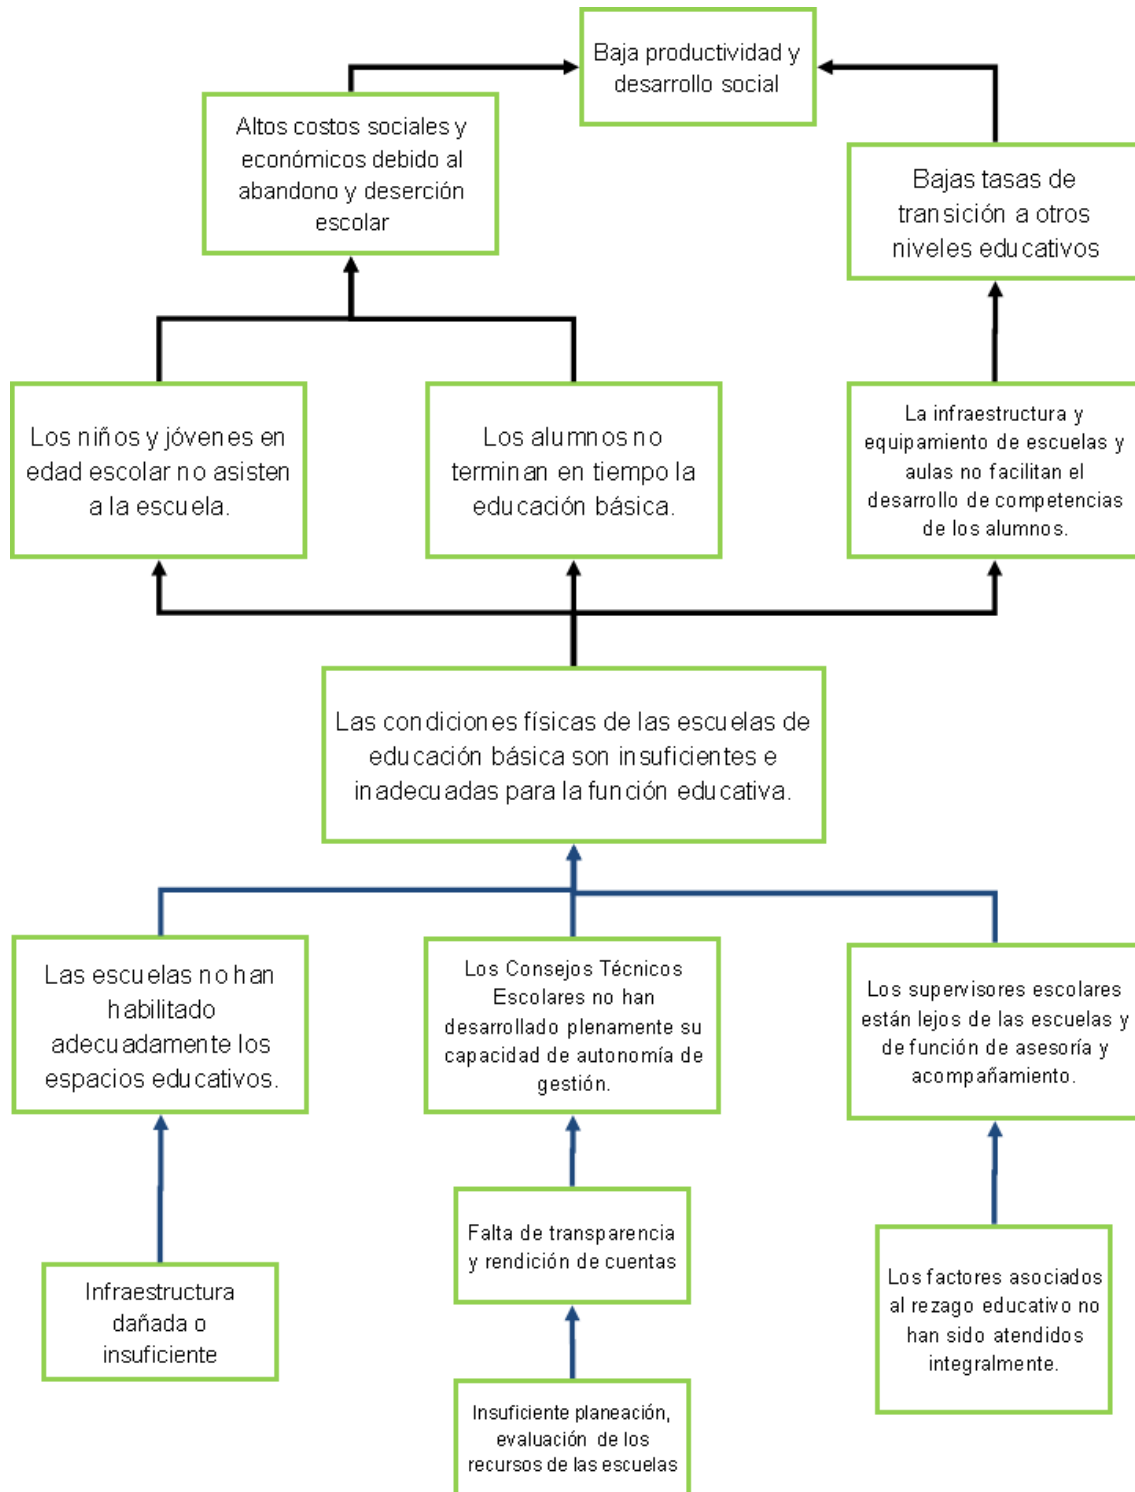 Baja productividad y
desarrollo social
Altos costos sociales y
económicos debido al
abandono y deserción
escolar
Bajas tasas de
transición a otros
niveles educativos
Los niños y jóvenes en
edad escolar no asisten
a la escuela.
Los alumnos no
terminan en tiempo la
educación básica.
La infraestructura y
equipamiento de escuelas y
aulas no facilitan el
desarrollo de competencias
de los alumnos.
Las condiciones físicas de las escuelas de
educación básica son insuficientes e
inadecuadas para la función educativa.
Las escuelas no han
habilitado
adecuadamente los
espacios educativos.
Los Consejos Técnicos
Escolares no han
desarrollado plenamente su
capacidad de autonomía de
gestión.
Los supervisores escolares
están lejos de las escuelas y
de función de asesoría y
acompañamiento.
Infraestructura
dañada o
insuficiente
Falta de transparencia
y rendición de cuentas
Los factores asociados
al rezago educativo no
han sido atendidos
integralmente.
Insuficiente planeación,
evaluación de los
recursos de las escuelas